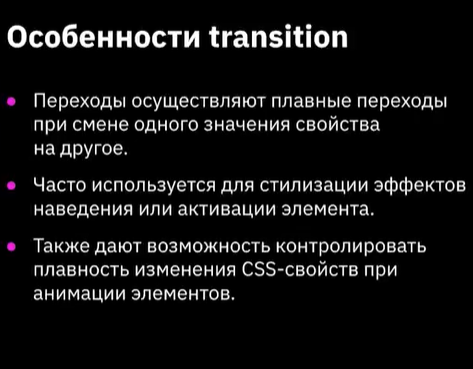 Особенности transition
Переходы осуществляют плавные переходы
при смене одного значения свойства
на другое.
Часто используется для стилизации эффектов
наведения или активации элемента.
Также дают возможность контролировать
плавность изменения CSS-свойств при
анимации элементов.